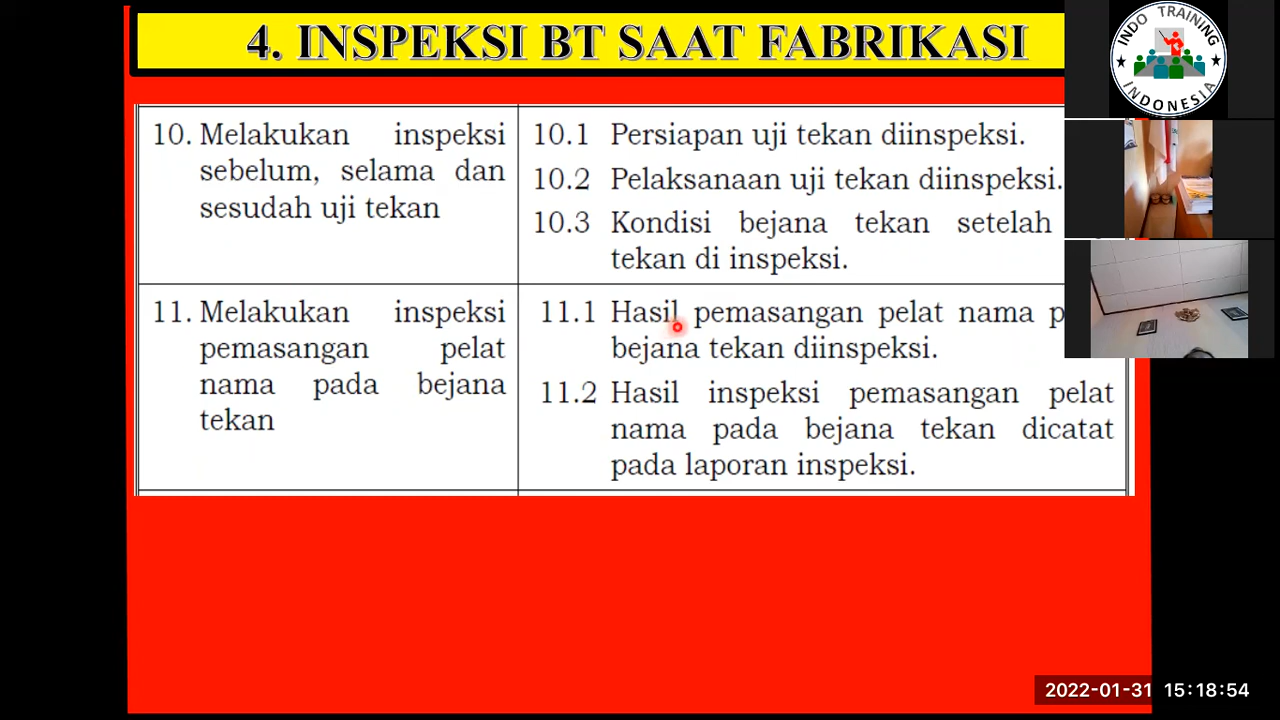 4. INSPEKSI BT SAAT FABRIKASI
10. Melakukan inspeksi
sebelum, selama dan
sesudah uji tekan
10.1 Persiapan uji tekan diinspeksi.
10.2 Pelaksanaan uji tekan diinspeksi.
10.3 Kondisi bejana tekan setelah
tekan di inspeksi.
11. Melakukan inspeksi
pemasangan pelat
nama pada bejana
tekan
11.1 Hasil pemasangan pelat nama
bejana tekan diinspeksi.
11.2 Hasil inspeksi pemasangan pelat
nama pada bejana tekan dicatat
pada laporan inspeksi.
INDO TRAINING
INDONESIA
2022-01-31 15:18:54